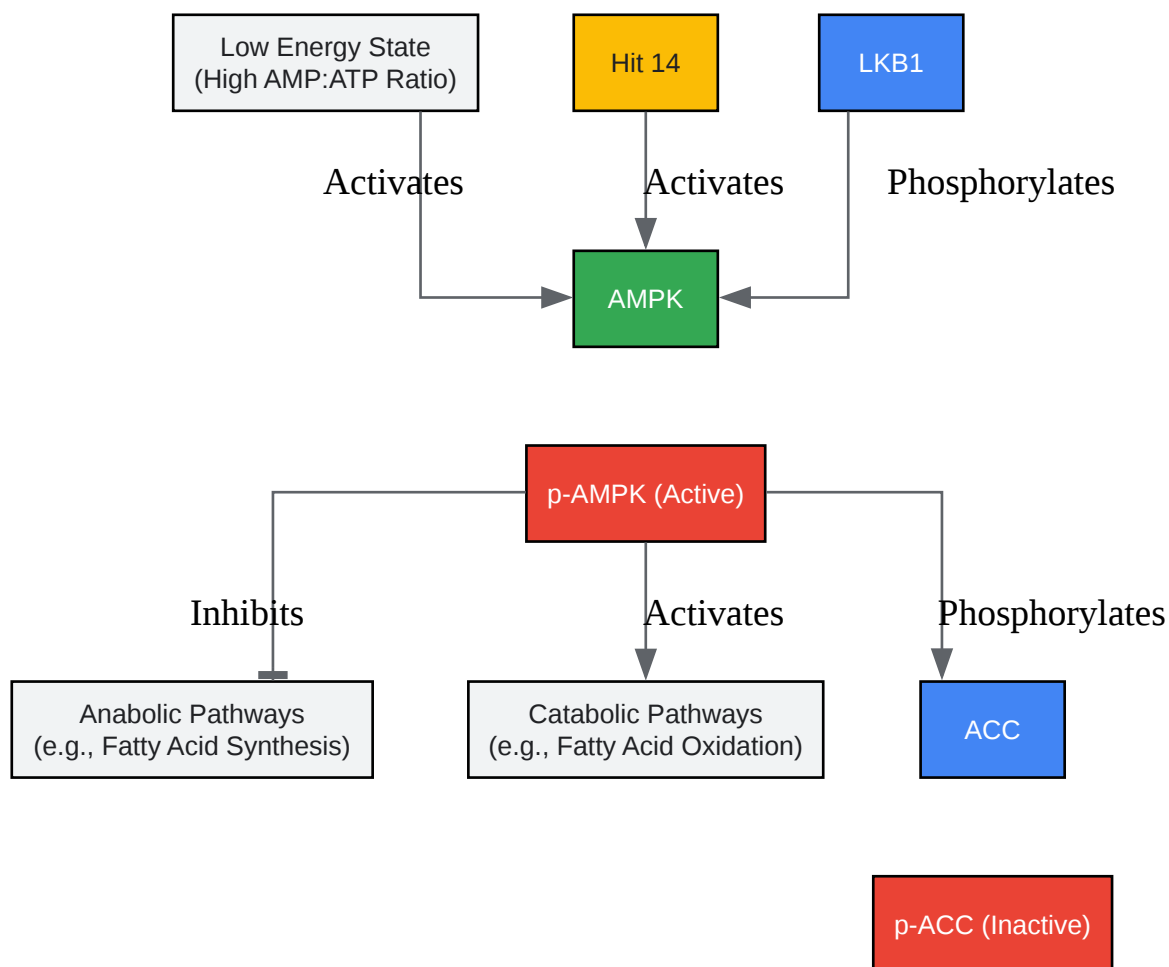 Low Energy State
(High AMP:ATP Ratio)
Hit 14
LKB1
Activates
Activates
Phosphorylates
AMPK
p-AMPK (Active)
Inhibits
Activates
Phosphorylates
Anabolic Pathways
(e.g., Fatty Acid Synthesis)
Catabolic Pathways
(e.g., Fatty Acid Oxidation)
ACC
p-ACC (Inactive)